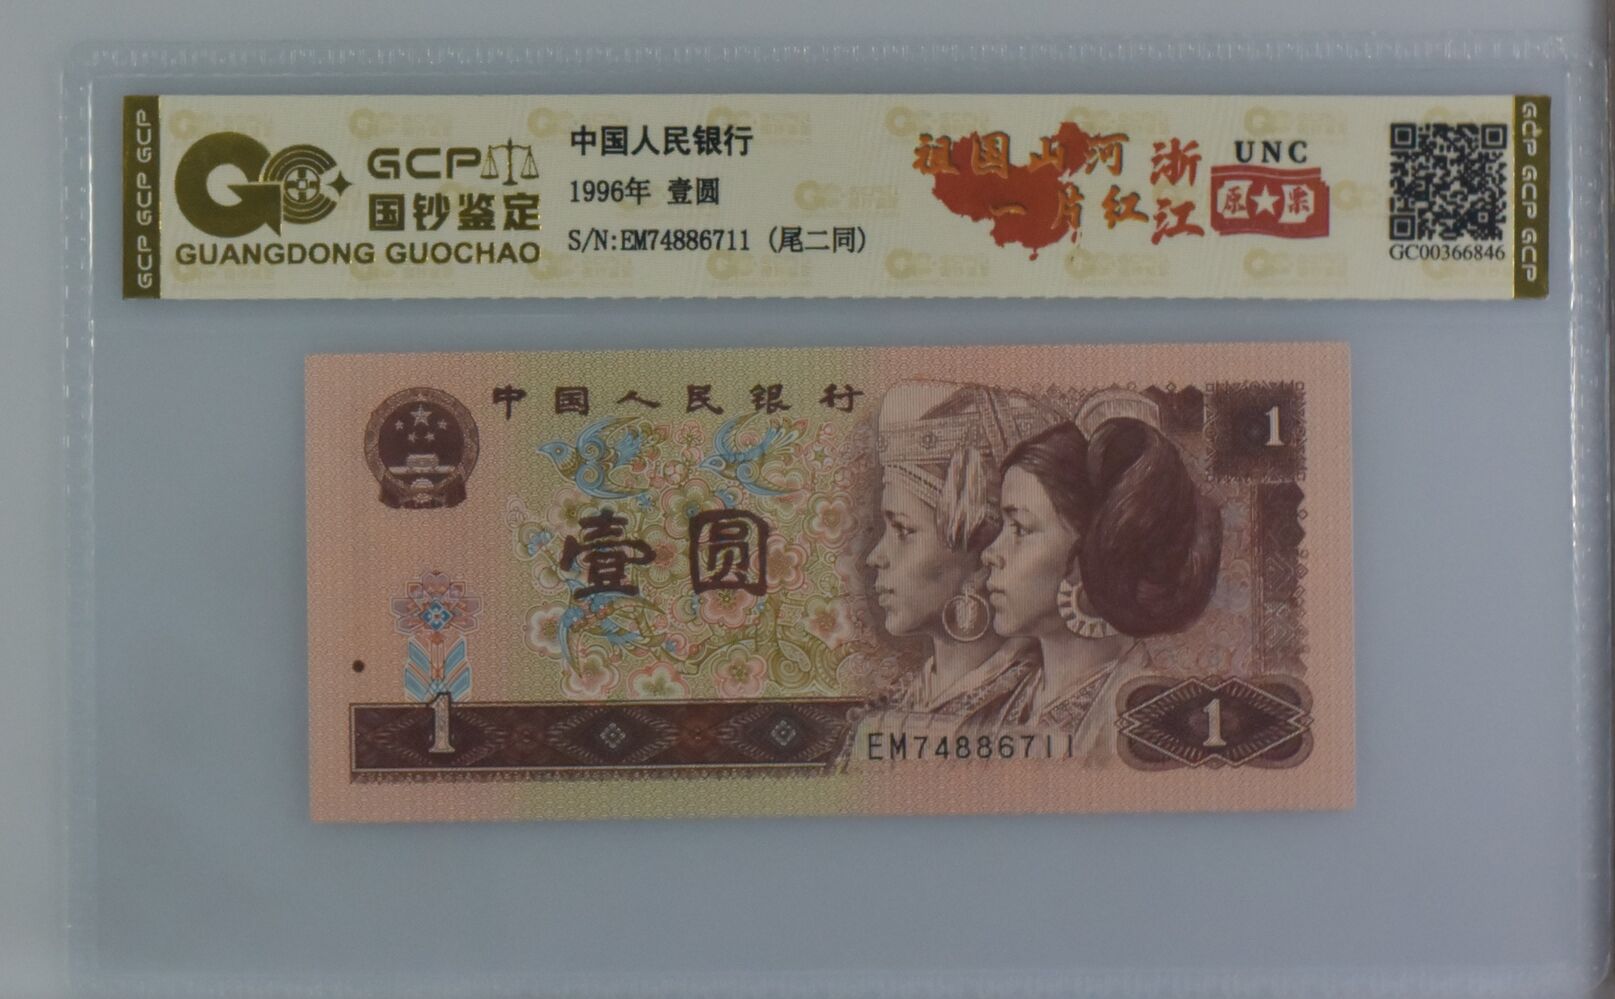 GCP GCP GCP
GCP
国钞鉴定
GUANGDONG GUOCHAO
中国人民银行
1996年 壹圆
S/N:EM74886711 (尾二同)
祖国山河
一片红
浙江
UNC
原★票
GC00366846
GCP GCP GCP
中国人民银行
1
壹圆
1
EM74886711
1